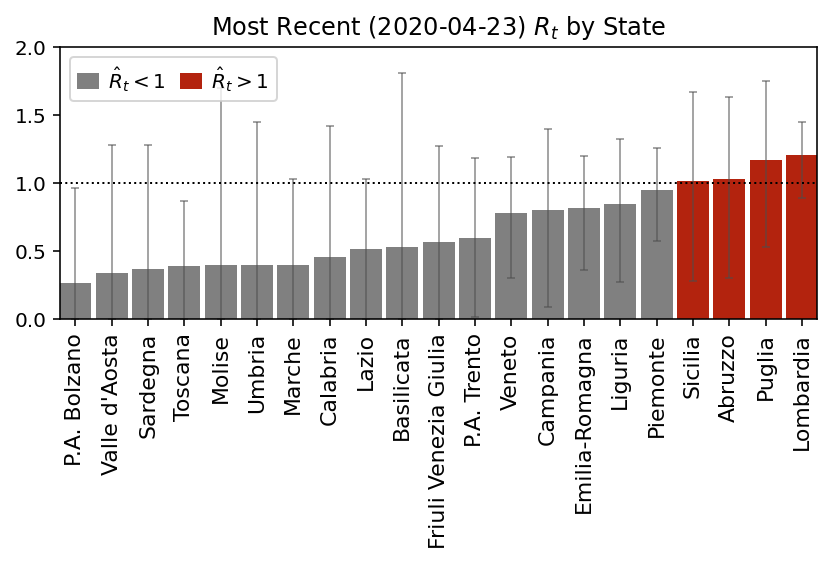 Most Recent (2020-04-23) R_t by State
2.0
1.5
1.0
0.5
0.0
R̂_t < 1
R̂_t > 1
P.A. Bolzano
Valle d'Aosta
Sardegna
Toscana
Molise
Umbria
Marche
Calabria
Lazio
Basilicata
Friuli Venezia Giulia
P.A. Trento
Veneto
Campania
Emilia-Romagna
Liguria
Piemonte
Sicilia
Abruzzo
Puglia
Lombardia